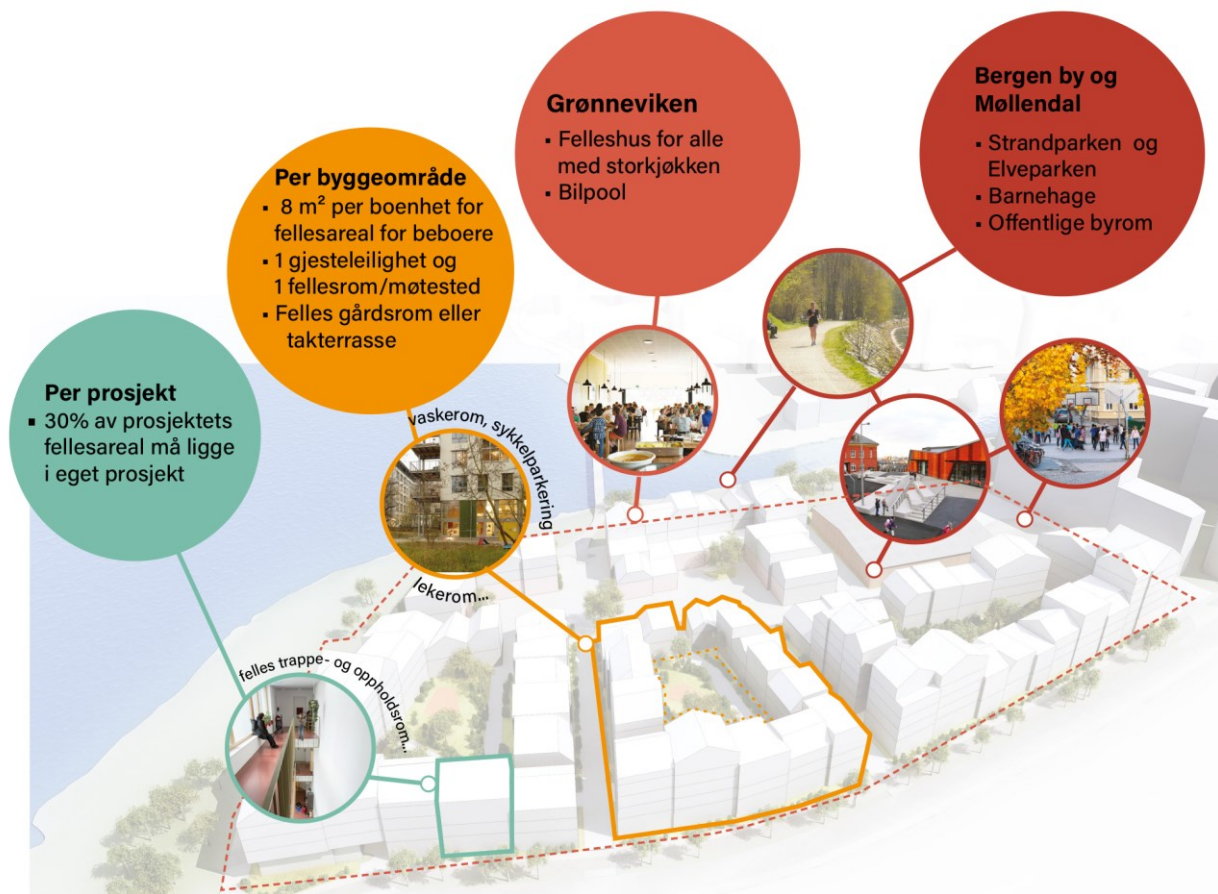 Per prosjekt
▪ 30% av prosjektets
fellesareal må ligge
i eget prosjekt
felles trappe- og oppholdsrom...
Per byggeområde
▪ 8 m² per boenhet for
fellesareal for beboere
▪ 1 gjesteleilighet og
1 fellesrom/møtested
▪ Felles gårdsrom eller
takterrasse
vaskerom, sykkelparkering
lekerom...
Grønneviken
▪ Felleshus for alle
med storkjøkken
▪ Bilpool
Bergen by og
Møllendal
▪ Strandparken og
Elveparken
▪ Barnehage
▪ Offentlige byrom